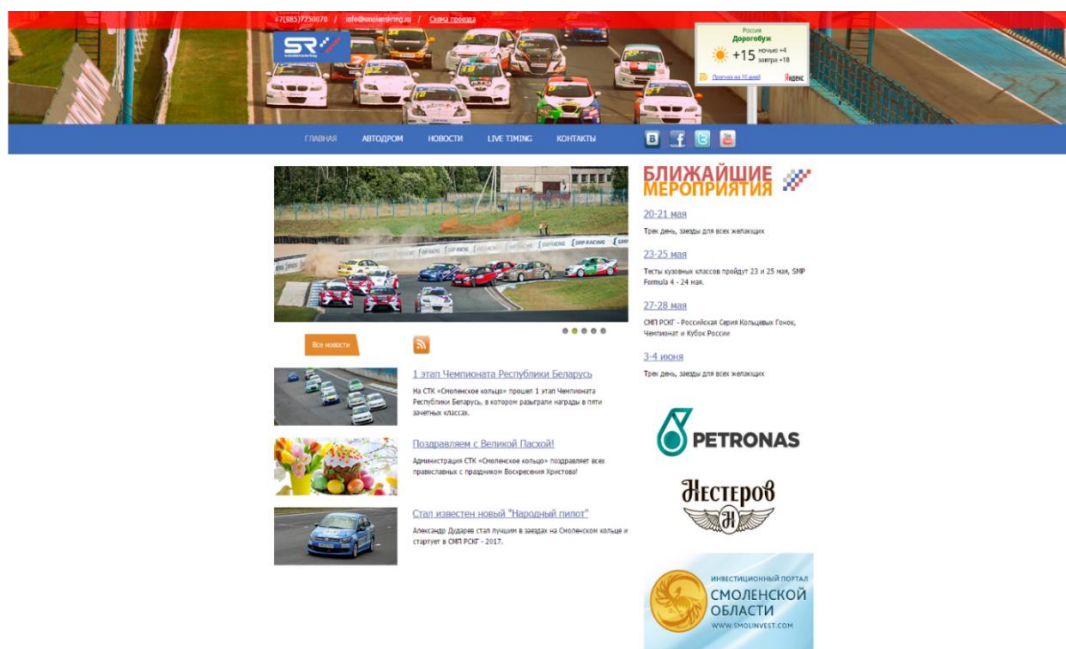 +7(985)7250070 / info@smolenskring.ru / Схема проезда
SR
Россия
Дорогобуж
+15
ночью +4
завтра +18
Прогноз на 10 дней
Яндекс
ГЛАВНАЯ АВТОДРОМ НОВОСТИ LIVE TIMING КОНТАКТЫ
БЛИЖАЙШИЕ
МЕРОПРИЯТИЯ
20-21 мая
Трек день, заезды для всех желающих
23-25 мая
Тесты кузовных классов пройдут 23 и 25 мая, SMP
Formula 4 - 24 мая.
27-28 мая
СМП РСКГ - Российская Серия Кольцевых Гонок,
Чемпионат и Кубок России
3-4 июня
Трек день, заезды для всех желающих
SMP RACING
Все новости
1 этап Чемпионата Республики Беларусь
На СТК «Смоленское кольцо» прошел 1 этап Чемпионата
Республики Беларусь, в котором разыграли награды в пяти
зачетных классах.
Поздравляем с Великой Пасхой!
Администрация СТК «Смоленское кольцо» поздравляет всех
православных с праздником Воскресения Христова!
Стал известен новый "Народный пилот"
Александр Дударев стал лучшим в заездах на Смоленском кольце и
стартует в СМП РСКГ - 2017.
PETRONAS
Нестеров
Н
ИНВЕСТИЦИОННЫЙ ПОРТАЛ
СМОЛЕНСКОЙ
ОБЛАСТИ
WWW.SMOLINVEST.COM